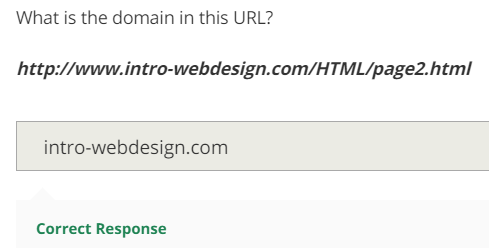 What is the domain in this URL?
http://www.intro-webdesign.com/HTML/page2.html
intro-webdesign.com
Correct Response